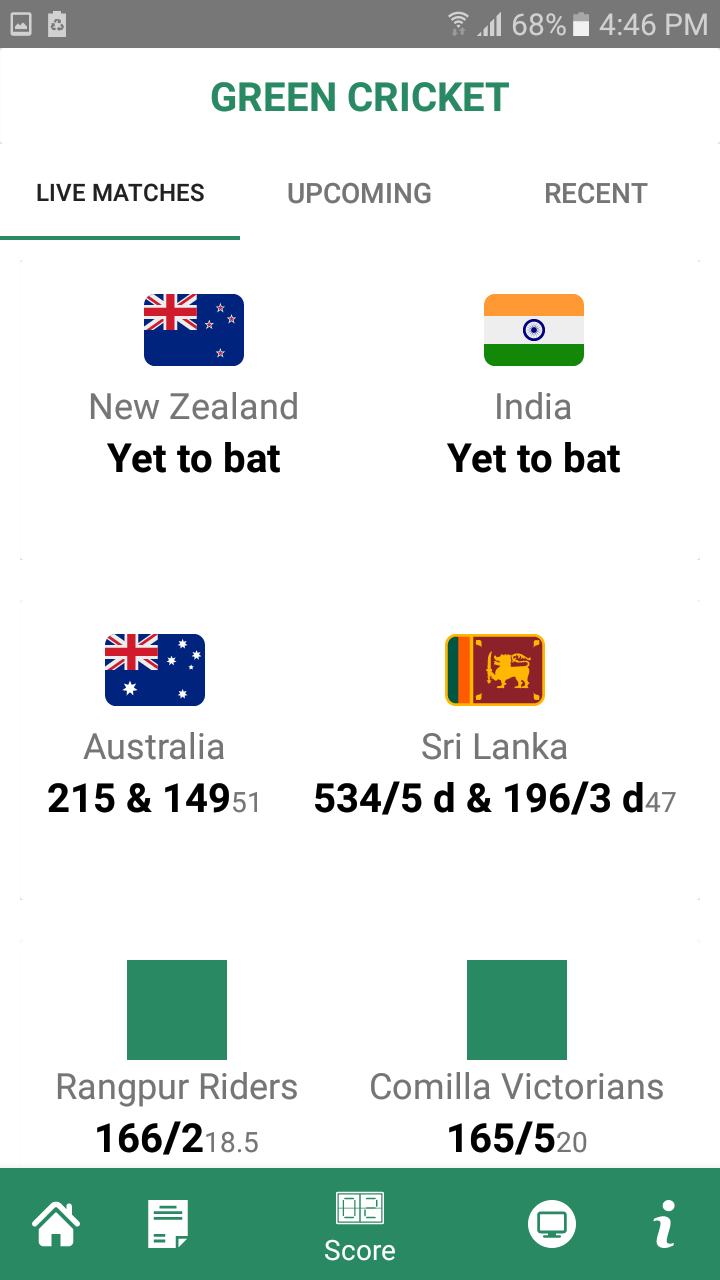 68% 4:46 PM
GREEN CRICKET
LIVE MATCHES UPCOMING RECENT
New Zealand India
Yet to bat Yet to bat
Australia Sri Lanka
215 & 149 51 534/5 d & 196/3 d 47
Rangpur Riders Comilla Victorians
166/2 18.5 165/5 20
02
Score